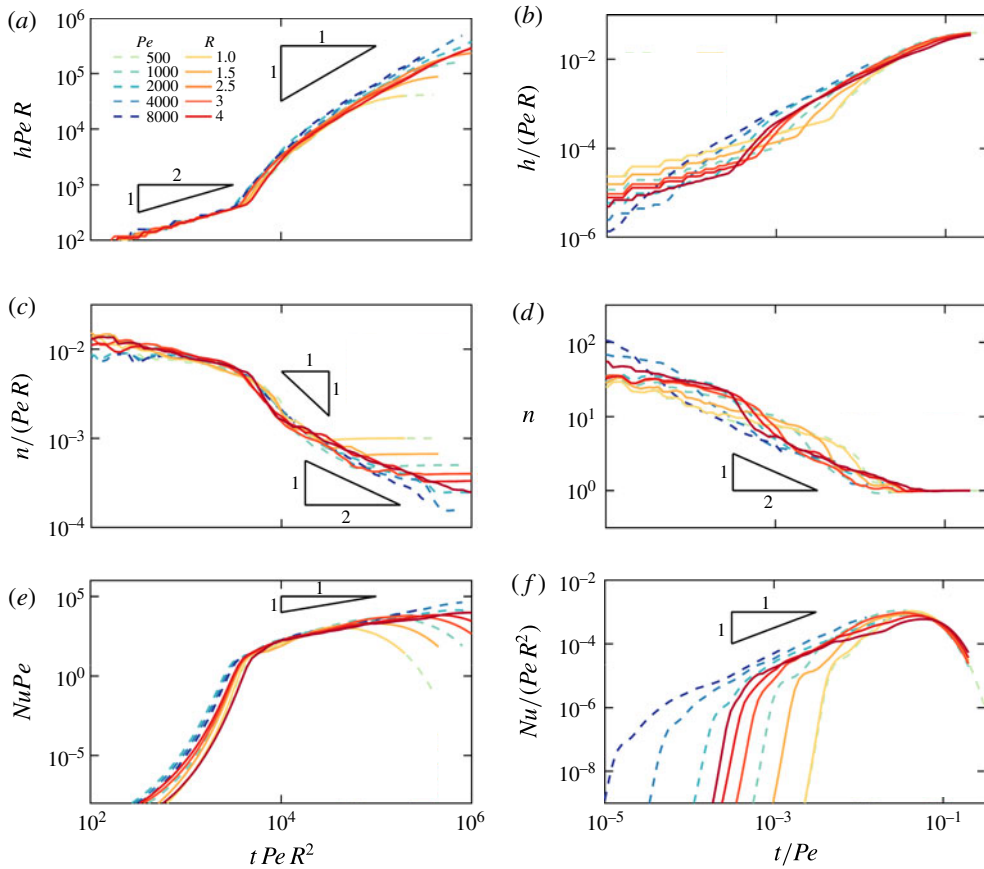 (a)
10^6
10^5
10^4
10^3
10^2
hPe R
Pe R
500 1.0
1000 1.5
2000 2.5
4000 3
8000 4
1
1
2
1
(b)
10^–2
10^–4
10^–6
h/(Pe R)
(c)
10^–2
10^–3
10^–4
n/(Pe R)
1
1
1
2
(d)
10^2
10^1
10^0
n
1
2
(e)
10^5
10^0
10^–5
NuPe
1
1
10^2 10^4 10^6
t Pe R^2
(f)
10^–2
10^–4
10^–6
10^–8
Nu/(Pe R^2)
1
1
10^–5 10^–3 10^–1
t/Pe